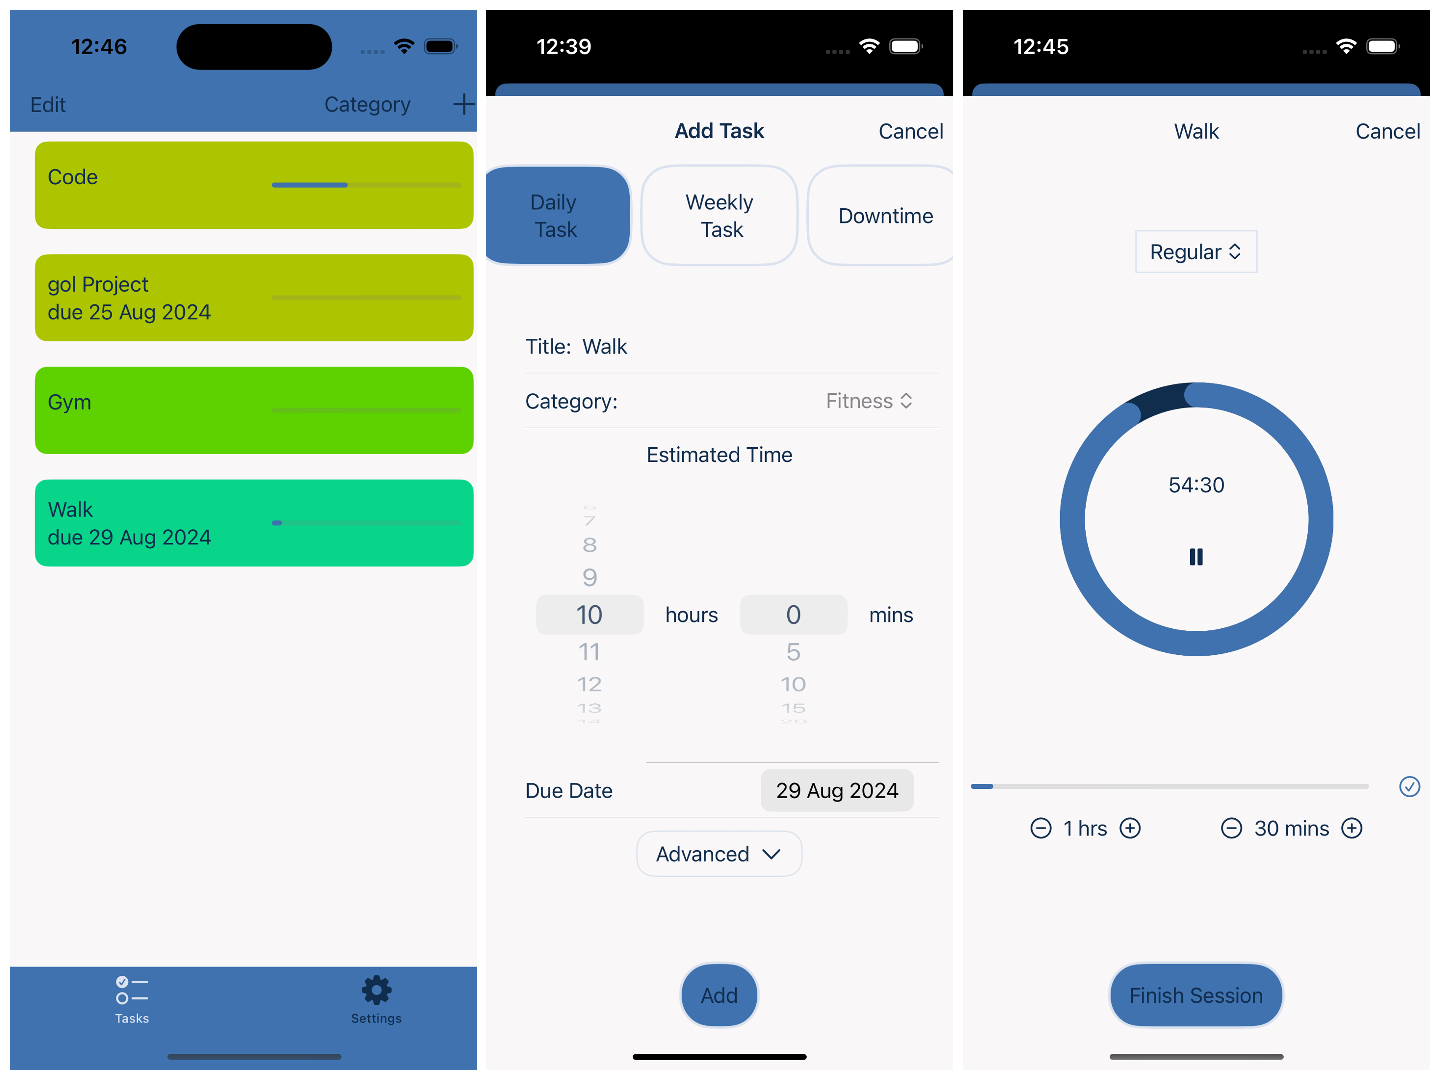 12:46
Edit
Category
Code
gol Project
due 25 Aug 2024
Gym
Walk
due 29 Aug 2024
Tasks
Settings
12:39
Add Task
Cancel
Daily
Task
Weekly
Task
Downtime
Title: Walk
Category:
Fitness
Estimated Time
7
8
9
10 hours 0 mins
11 5
12 10
13 15
14 20
Due Date
29 Aug 2024
Advanced
Add
12:45
Walk
Cancel
Regular
54:30
1 hrs
30 mins
Finish Session